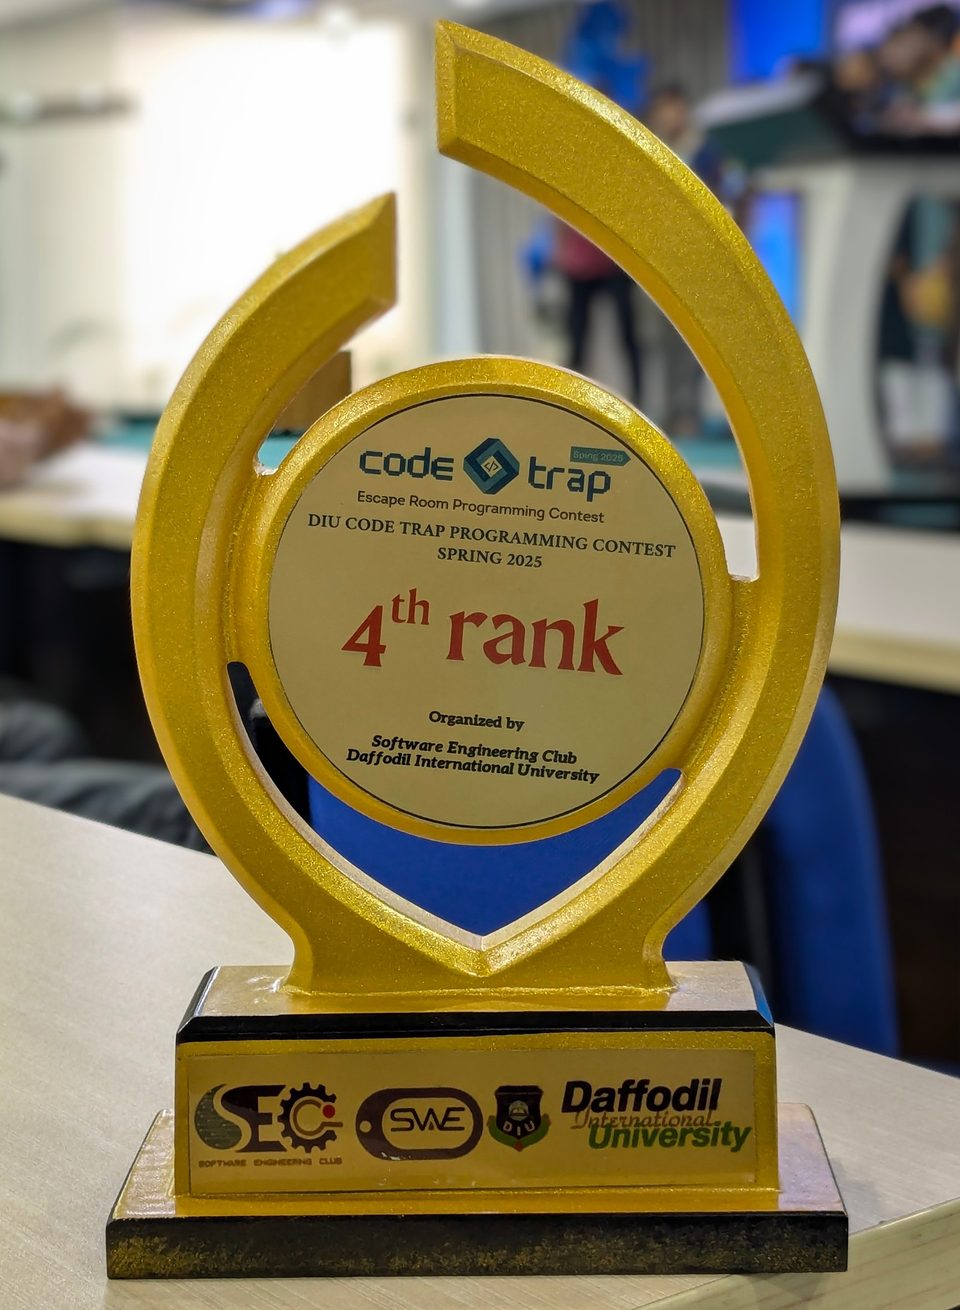 code <> trap
Sping 2025
Escape Room Programming Contest
DIU CODE TRAP PROGRAMMING CONTEST
SPRING 2025
4th rank
Organized by
Software Engineering Club
Daffodil International University
SEC
SOFTWARE ENGINEERING CLUB
SWE
DIU
Daffodil
International
University